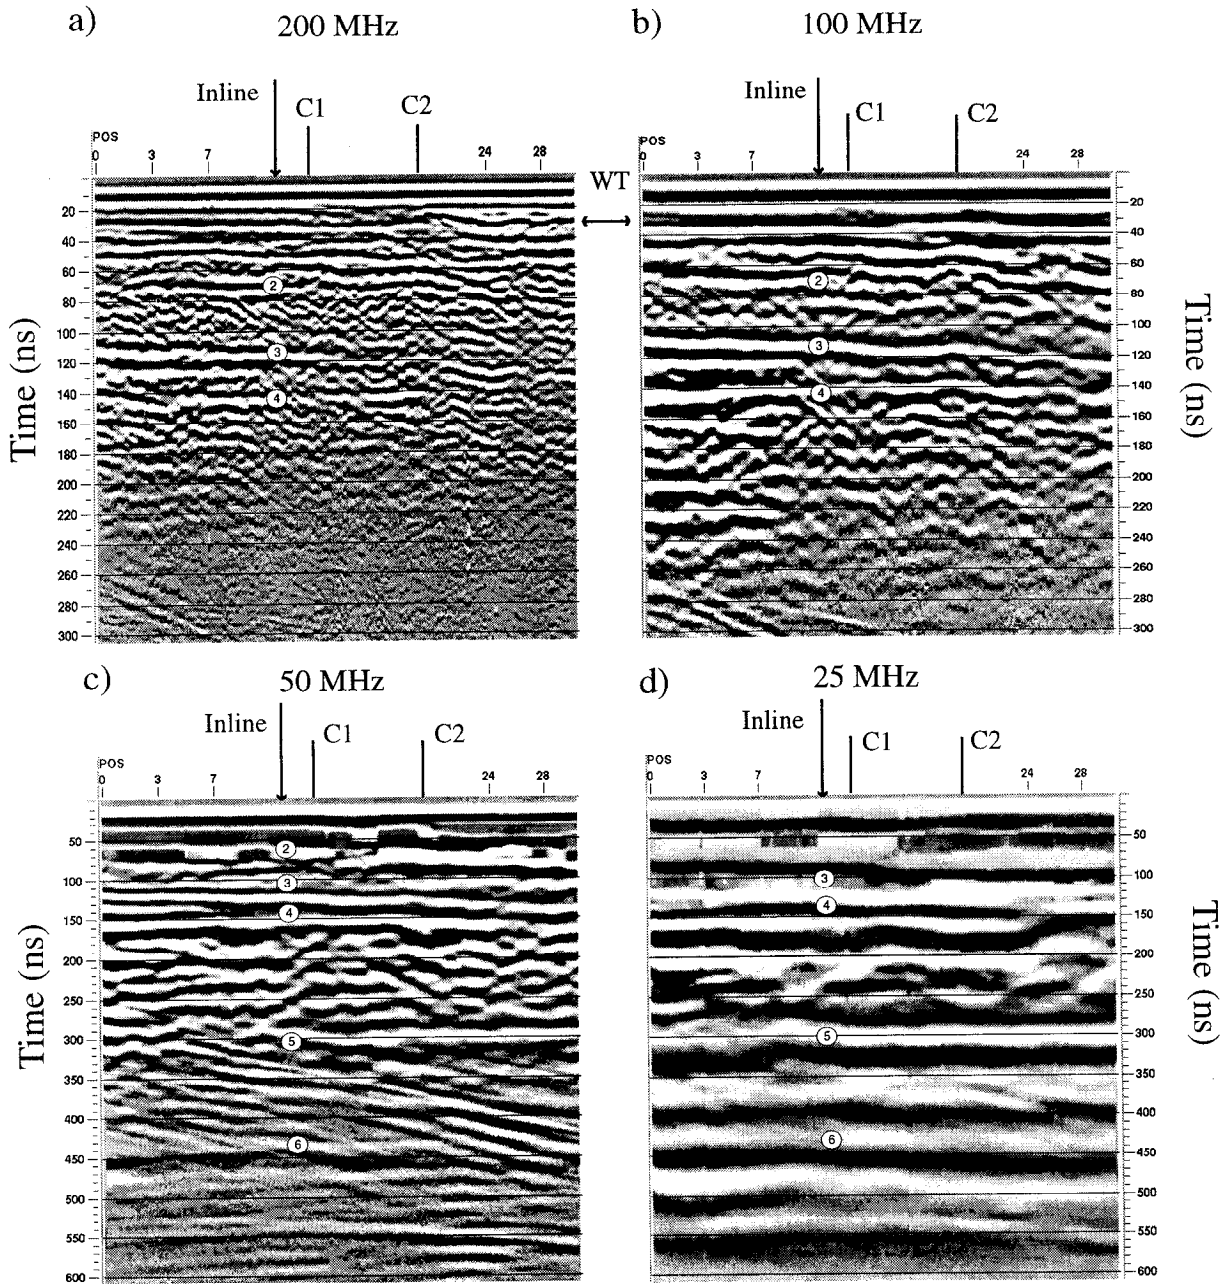 a)
200 MHz
b)
100 MHz
Inline
C1
C2
Inline
C1
C2
POS
0 3 7 24 28
POS
0 3 7 24 28
WT
20
40
60
80
100
120
140
160
180
200
220
240
260
280
300
Time (ns)
2
3
4
20
40
60
80
100
120
140
160
180
200
220
240
260
280
300
Time (ns)
2
3
4
c)
50 MHz
d)
25 MHz
Inline
C1
C2
Inline
C1
C2
POS
0 3 7 24 28
POS
0 3 7 24 28
50
100
150
200
250
300
350
400
450
500
550
600
Time (ns)
2
3
4
5
6
50
100
150
200
250
300
350
400
450
500
550
600
Time (ns)
3
4
5
6